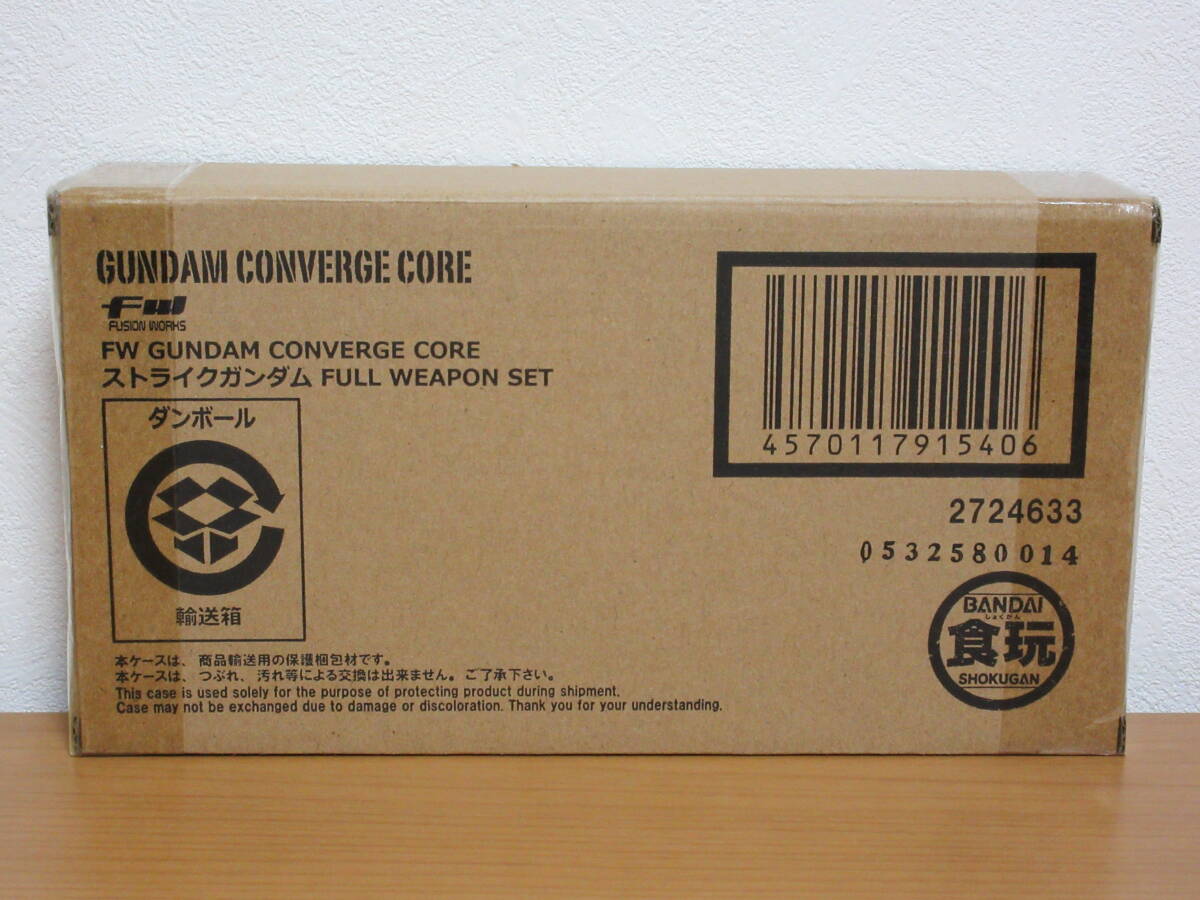 GUNDAM CONVERGE CORE
FW
FUSION WORKS
FW GUNDAM CONVERGE CORE
ストライクガンダム FULL WEAPON SET
ダンボール
輸送箱
本ケースは、商品輸送用の保護梱包材です。
本ケースは、つぶれ、汚れ等による交換は出来ません。ご了承下さい。
This case is used solely for the purpose of protecting product during shipment.
Case may not be exchanged due to damage or discoloration. Thank you for your understanding.
4570117915406
2724633
0532580014
BANDAI
しょくがん
食玩
SHOKUGAN